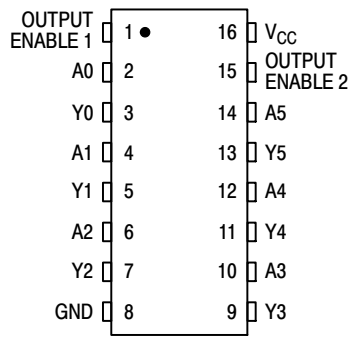 OUTPUT
ENABLE 1 1 16 VCC
A0 2 15 OUTPUT
ENABLE 2
Y0 3 14 A5
A1 4 13 Y5
Y1 5 12 A4
A2 6 11 Y4
Y2 7 10 A3
GND 8 9 Y3